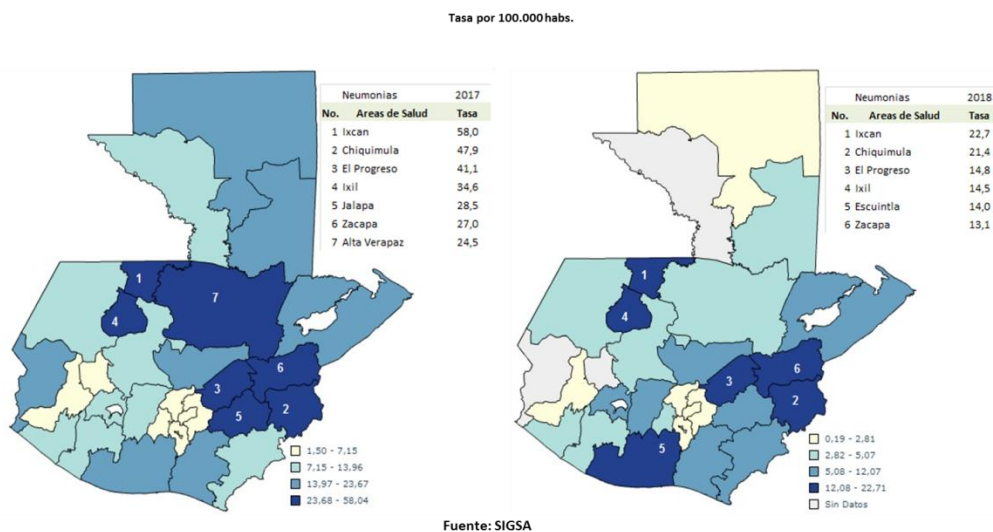 Tasa por 100.000 habs.
Neumonias 2017
No. Areas de Salud Tasa
1 Ixcan 58,0
2 Chiquimula 47,9
3 El Progreso 41,1
4 Ixil 34,6
5 Jalapa 28,5
6 Zacapa 27,0
7 Alta Verapaz 24,5
1
7
4
6
3
5
2
1,50 - 7,15
7,15 - 13,96
13,97 - 23,67
23,68 - 58,04
Neumonias 2018
No. Areas de Salud Tasa
1 Ixcan 22,7
2 Chiquimula 21,4
3 El Progreso 14,8
4 Ixil 14,5
5 Escuintla 14,0
6 Zacapa 13,1
1
4
6
3
2
5
0,19 - 2,81
2,82 - 5,07
5,08 - 12,07
12,08 - 22,71
Sin Datos
Fuente: SIGSA